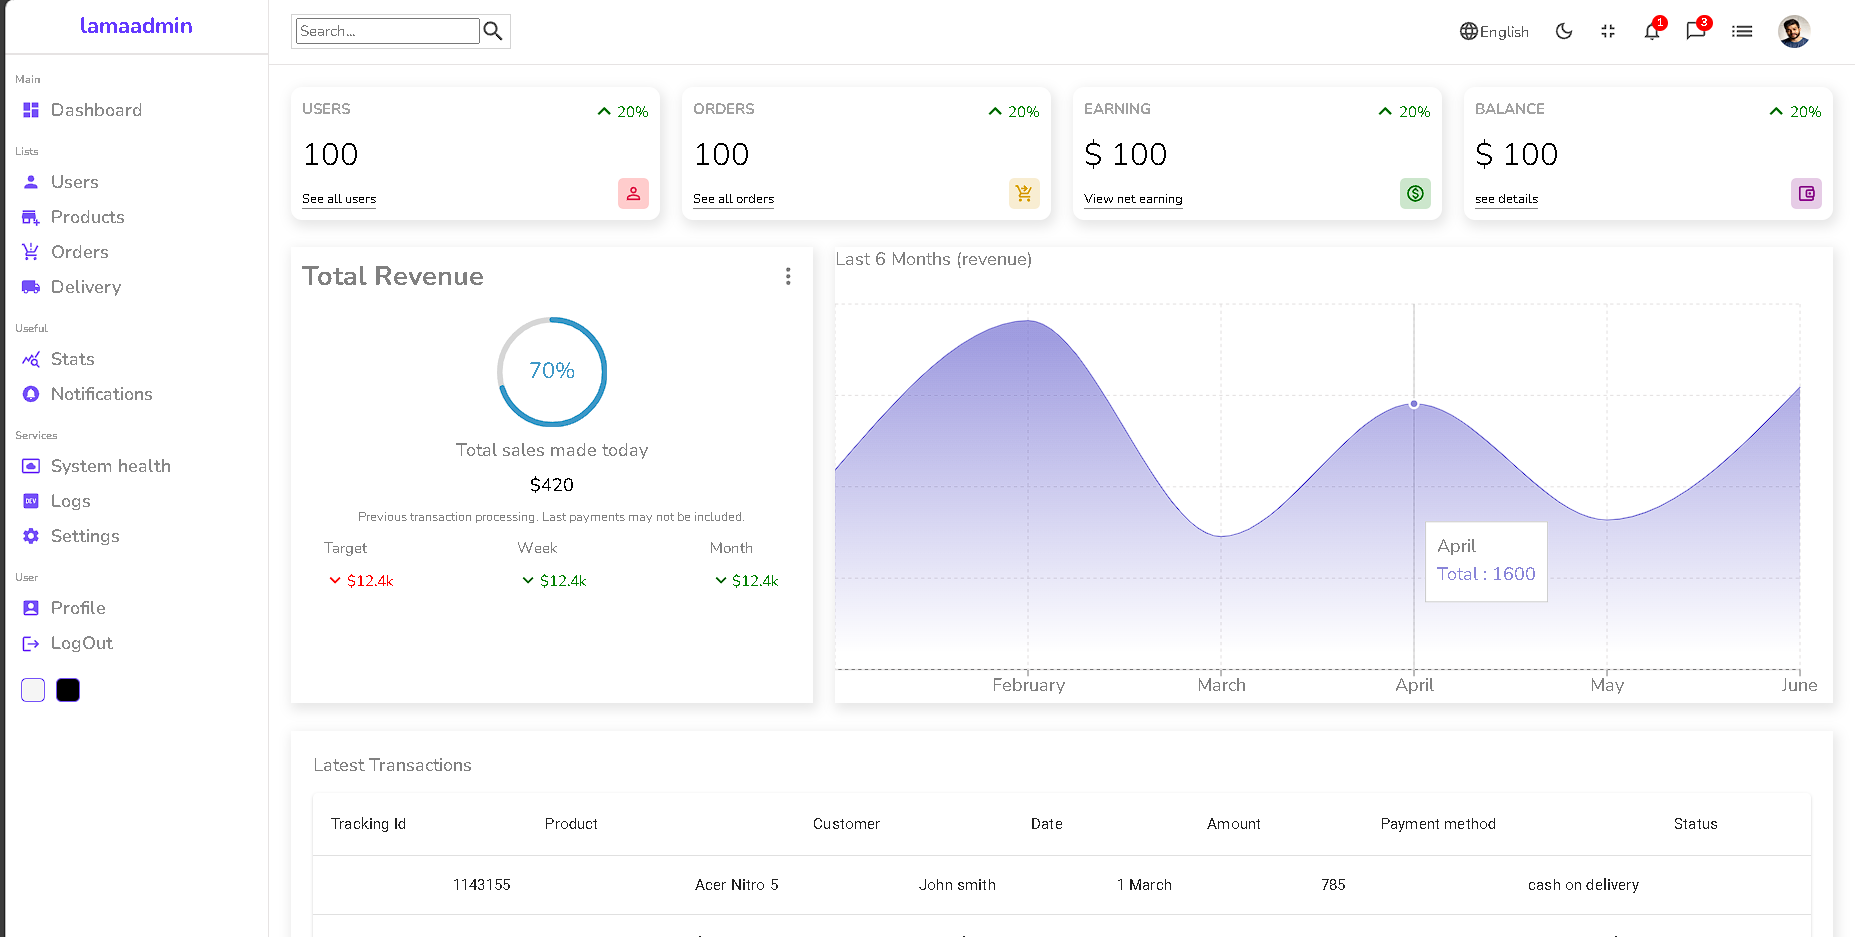 lamaadmin
Search...
English
1
3
Main
Dashboard
Lists
Users
Products
Orders
Delivery
Useful
Stats
Notifications
Services
System health
DEV
Logs
Settings
User
Profile
LogOut
USERS
20%
100
See all users
ORDERS
20%
100
See all orders
EARNING
20%
$ 100
View net earning
BALANCE
20%
$ 100
see details
Total Revenue
70%
Total sales made today
$420
Previous transaction processing. Last payments may not be included.
Target Week Month
$12.4k $12.4k $12.4k
Last 6 Months (revenue)
April
Total : 1600
February March April May June
Latest Transactions
Tracking Id Product Customer Date Amount Payment method Status
1143155 Acer Nitro 5 John smith 1 March 785 cash on delivery